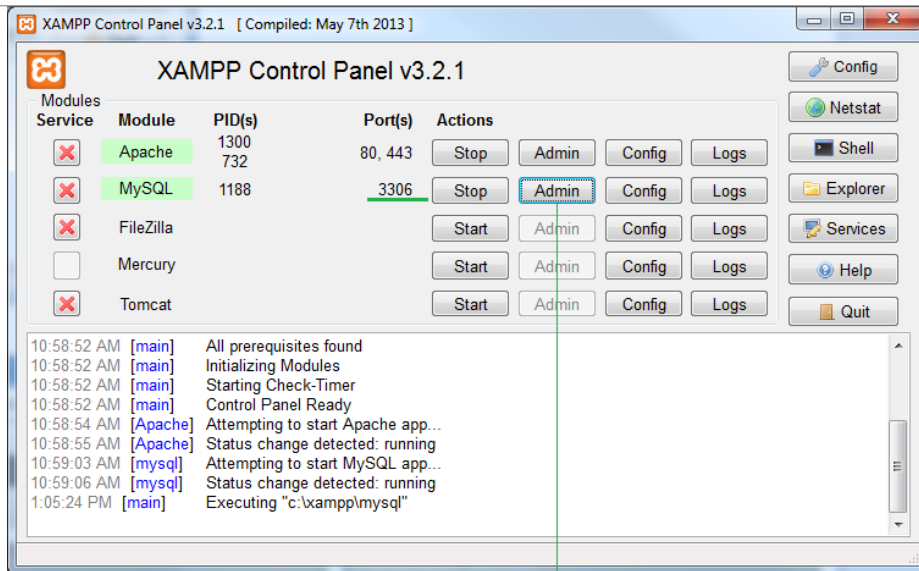 XAMPP Control Panel v3.2.1 [ Compiled: May 7th 2013 ]
XAMPP Control Panel v3.2.1
Config
Modules
Service Module PID(s) Port(s) Actions
Netstat
Apache 1300 732 80, 443 Stop Admin Config Logs
Shell
MySQL 1188 3306 Stop Admin Config Logs
Explorer
FileZilla Start Admin Config Logs
Services
Mercury Start Admin Config Logs
Help
Tomcat Start Admin Config Logs
Quit
10:58:52 AM [main] All prerequisites found
10:58:52 AM [main] Initializing Modules
10:58:52 AM [main] Starting Check-Timer
10:58:52 AM [main] Control Panel Ready
10:58:54 AM [Apache] Attempting to start Apache app...
10:58:55 AM [Apache] Status change detected: running
10:59:03 AM [mysql] Attempting to start MySQL app...
10:59:06 AM [mysql] Status change detected: running
1:05:24 PM [main] Executing "c:\xampp\mysql"